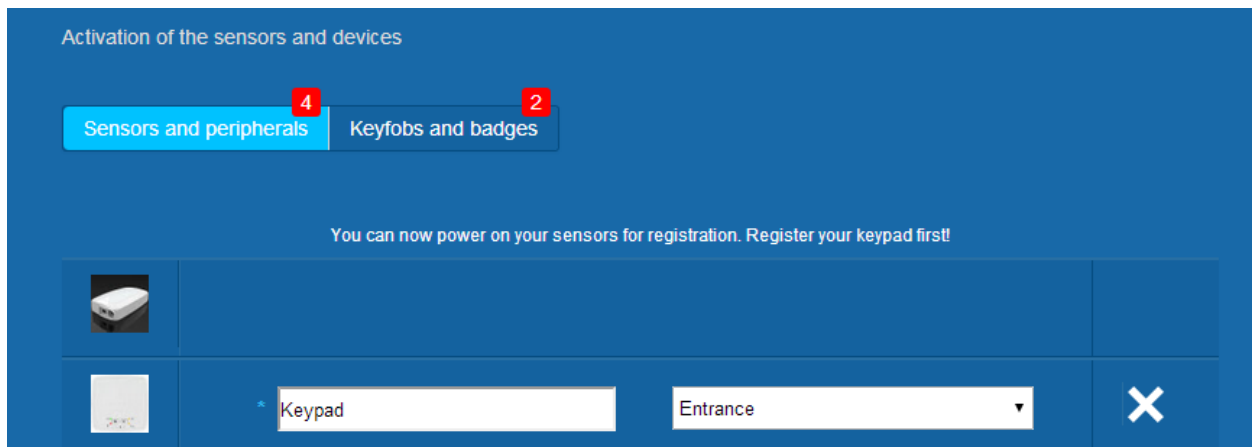 Activation of the sensors and devices
4
2
Sensors and peripherals
Keyfobs and badges
You can now power on your sensors for registration. Register your keypad first!
* Keypad
Entrance